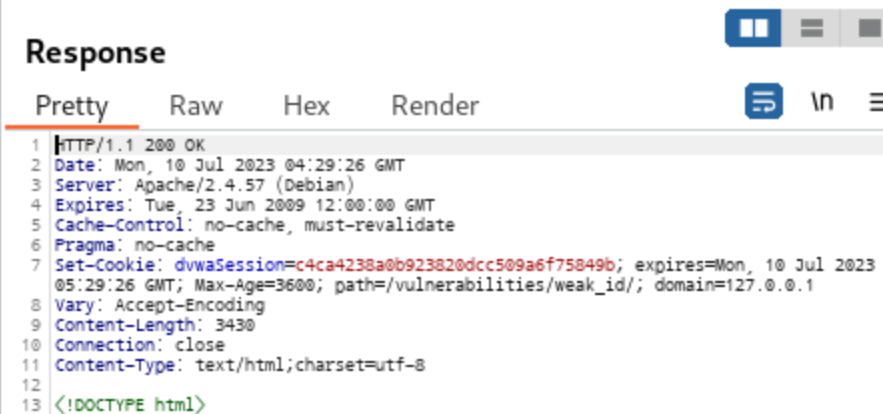 Response
Pretty Raw Hex Render \n
1 HTTP/1.1 200 OK
2 Date: Mon, 10 Jul 2023 04:29:26 GMT
3 Server: Apache/2.4.57 (Debian)
4 Expires: Tue, 23 Jun 2009 12:00:00 GMT
5 Cache-Control: no-cache, must-revalidate
6 Pragma: no-cache
7 Set-Cookie: dvwaSession=c4ca4238a0b923820dcc509a6f75849b; expires=Mon, 10 Jul 2023
05:29:26 GMT; Max-Age=3600; path=/vulnerabilities/weak_id/; domain=127.0.0.1
8 Vary: Accept-Encoding
9 Content-Length: 3430
10 Connection: close
11 Content-Type: text/html;charset=utf-8
12
13 <!DOCTYPE html>